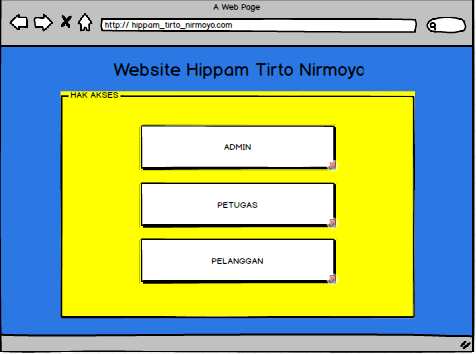 A Web Page
http:// hippam_tirto_nirmoyo.com
Website Hippam Tirto Nirmoyo
HAK AKSES
ADMIN
PETUGAS
PELANGGAN